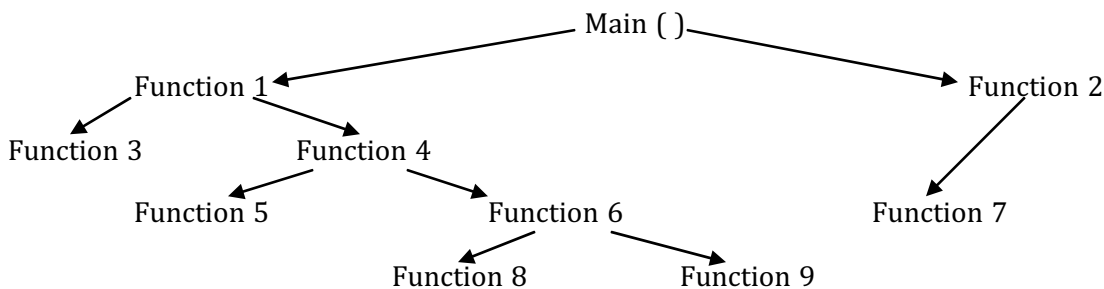 Main ( )
Function 1 Function 2
Function 3 Function 4
Function 5 Function 6 Function 7
Function 8 Function 9